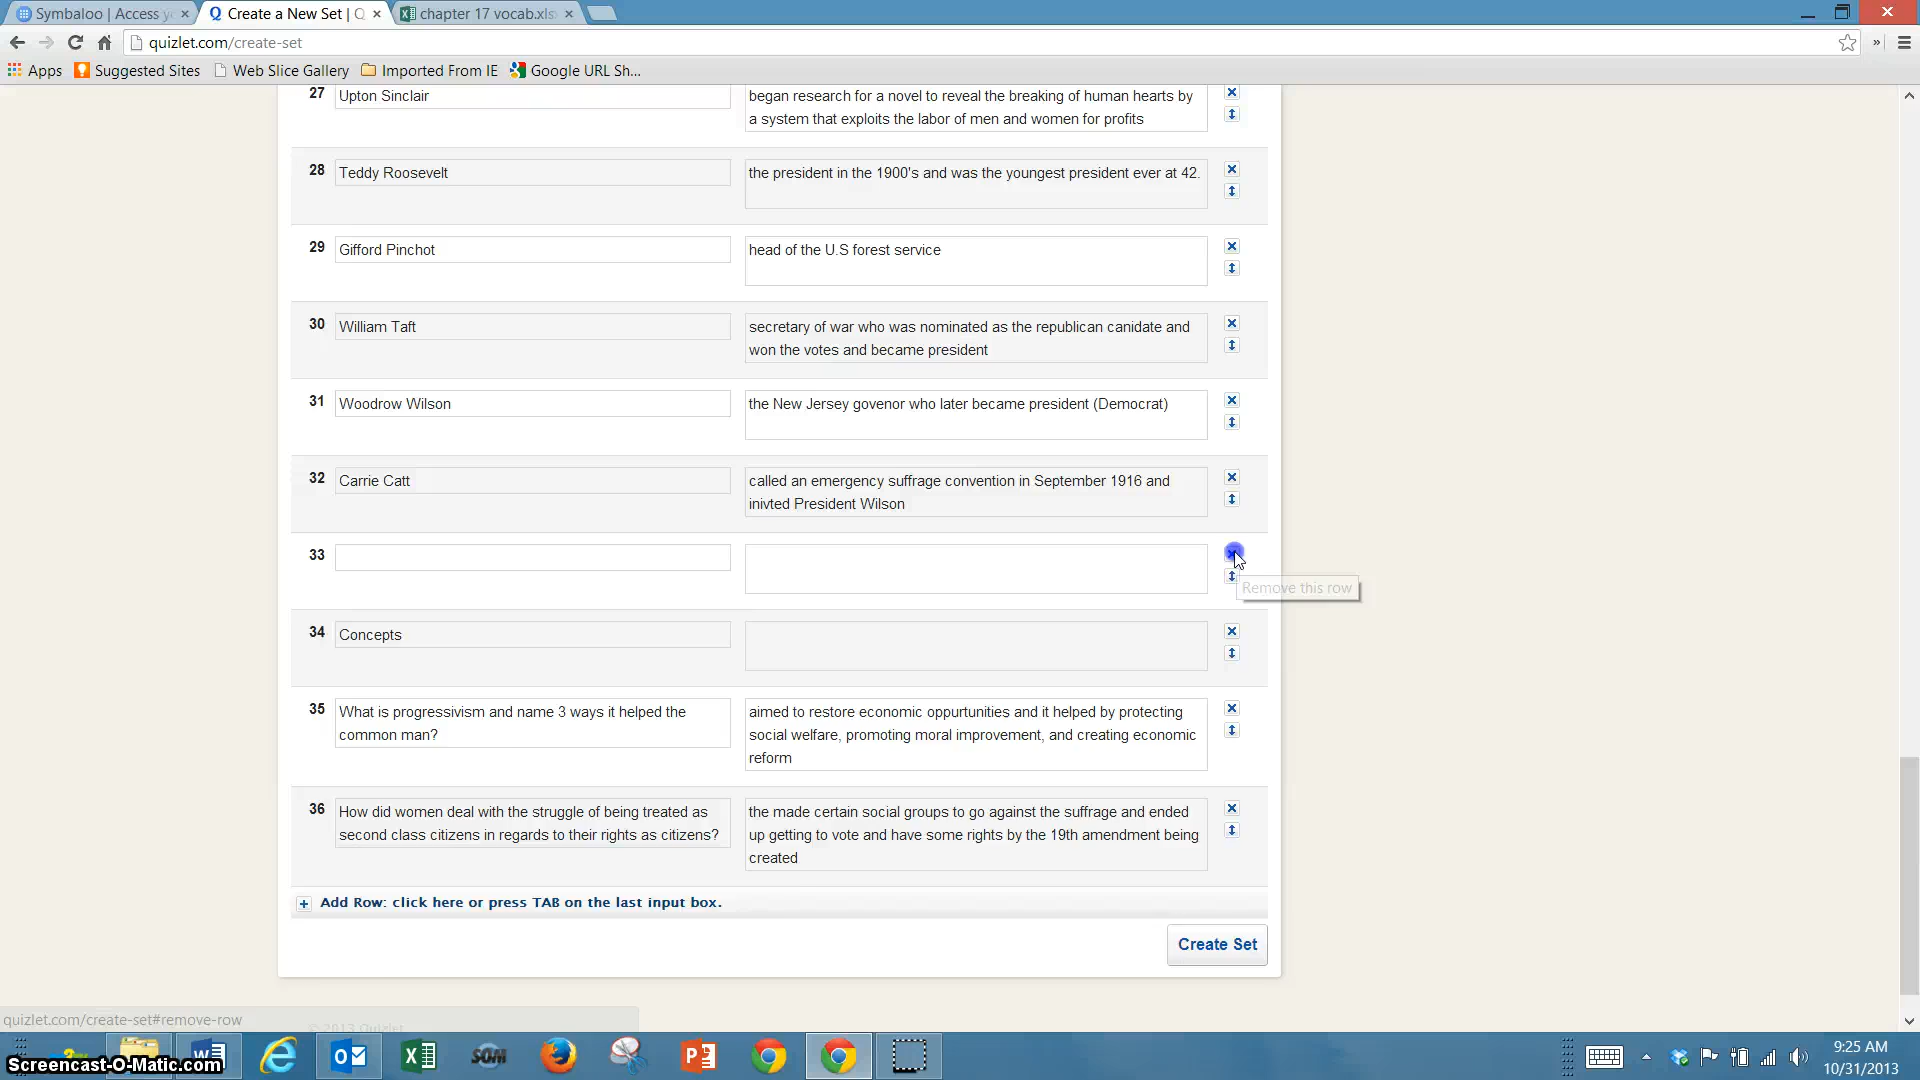 Symbaloo | Access y
Create a New Set | Q
chapter 17 vocab.xls
quizlet.com/create-set
Apps
Suggested Sites
Web Slice Gallery
Imported From IE
Google URL Sh...
27
Upton Sinclair
began research for a novel to reveal the breaking of human hearts by
a system that exploits the labor of men and women for profits
28
Teddy Roosevelt
the president in the 1900's and was the youngest president ever at 42.
29
Gifford Pinchot
head of the U.S forest service
30
William Taft
secretary of war who was nominated as the republican canidate and
won the votes and became president
31
Woodrow Wilson
the New Jersey govenor who later became president (Democrat)
32
Carrie Catt
called an emergency suffrage convention in September 1916 and
inivted President Wilson
33
Remove this row
34
Concepts
35
What is progressivism and name 3 ways it helped the
common man?
aimed to restore economic oppurtunities and it helped by protecting
social welfare, promoting moral improvement, and creating economic
reform
36
How did women deal with the struggle of being treated as
second class citizens in regards to their rights as citizens?
the made certain social groups to go against the suffrage and ended
up getting to vote and have some rights by the 19th amendment being
created
Add Row: click here or press TAB on the last input box.
Create Set
quizlet.com/create-set#remove-row
© 2013 Quizlet
SOM
Screencast-O-Matic.com
9:25 AM
10/31/2013